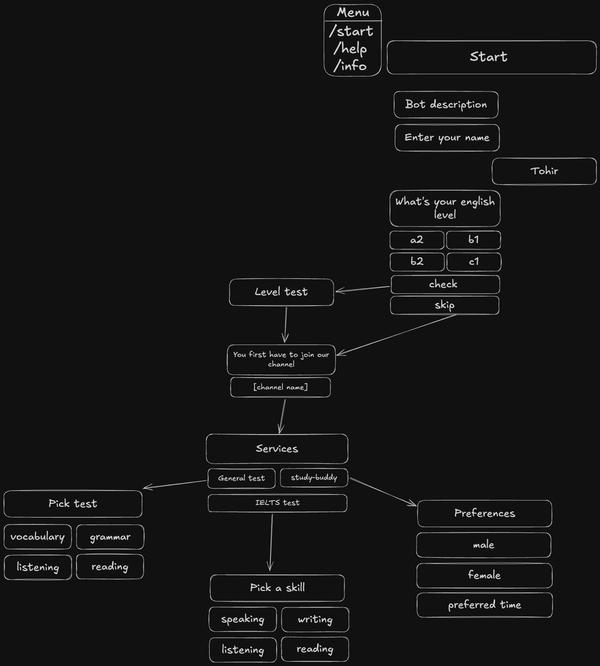 Menu
/start
/help
/info
Start
Bot description
Enter your name
Tohir
What's your english
level
a2
b1
b2
c1
check
skip
Level test
You first have to join our
channel
[channel name]
Services
General test
study-buddy
IELTS test
Pick test
vocabulary
grammar
listening
reading
Preferences
male
female
preferred time
Pick a skill
speaking
writing
listening
reading